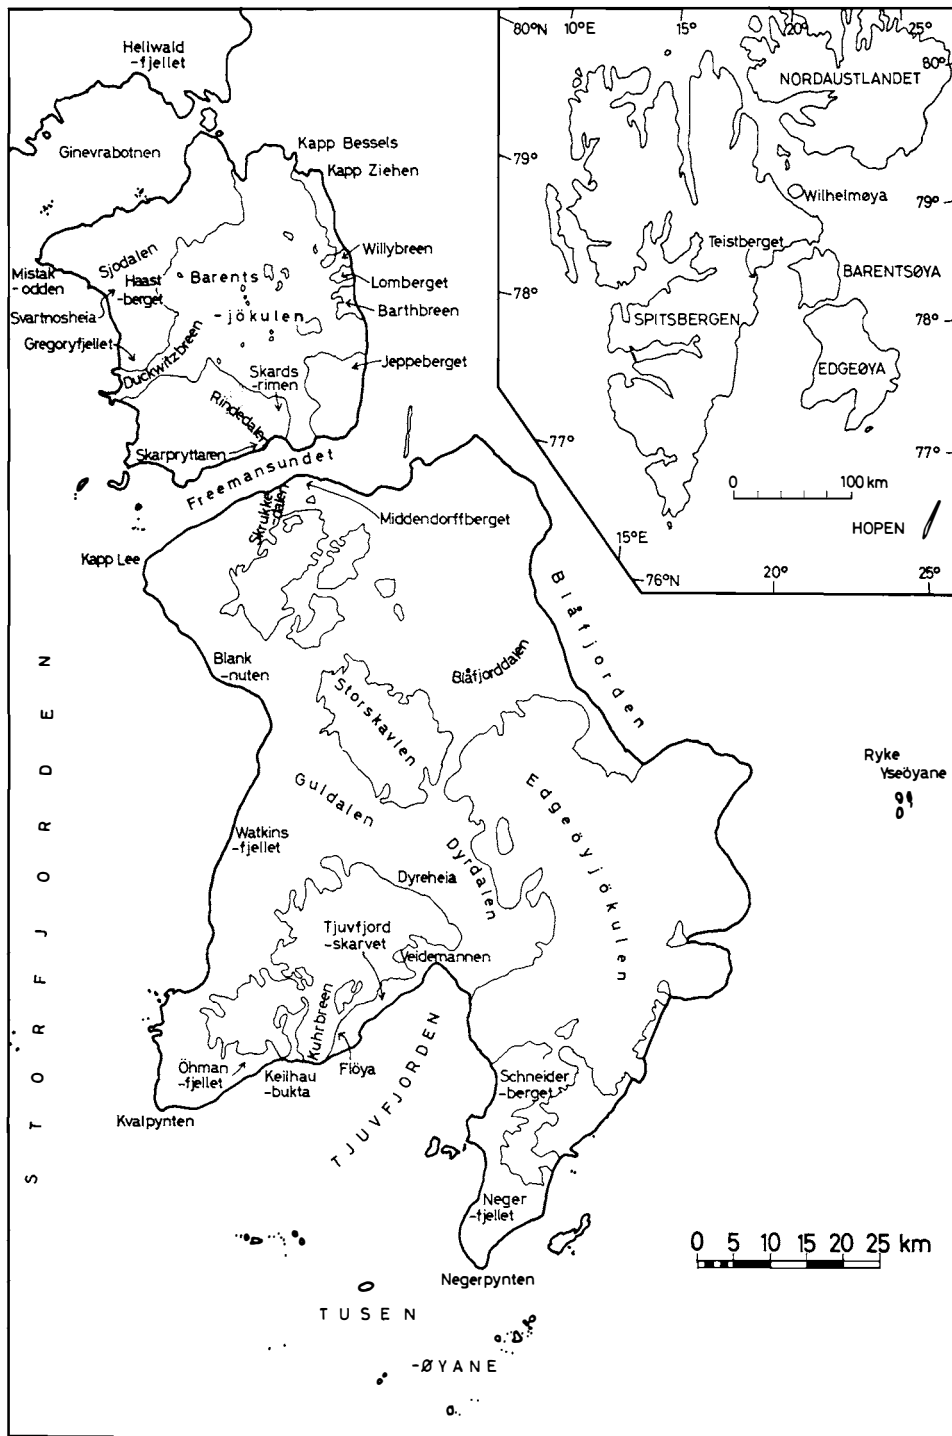 Hellwald
-fjellet
Ginevrabotnen
Kapp Bessels
Kapp Ziehen
Willybreen
Sjodalen
Mistak
-odden
Haast
-berget
Barents
Lomberget
Svartnosheia
-jökulen
Barthbreen
Gregoryfjellet
Duckwitzbreen
Skards
-rimen
Jeppeberget
Rindedalen
Skarpryttaren
Freemansundet
Skrukke
-dalen
Middendorffberget
Kapp Lee
Blåfjorden
Blank
-nuten
Blåfjorddalen
Storskavlen
STORFJORDEN
Guldalen
Edgeöyjökulen
Ryke
Yseöyane
Watkins
-fjellet
Dyrdalen
Dyreheia
Tjuvfjord
-skarvet
Veidemannen
Kuhrbreen
Öhman
-fjellet
Keilhau
-bukta
Flöya
TJUVFJORDEN
Schneider
-berget
Kvalpynten
Neger
-fjellet
Negerpynten
0 5 10 15 20 25 km
TUSEN
-ØYANE
80°N 10°E 15° 20° 25°
80°
NORDAUSTLANDET
79°
Wilhelmøya
79°
Teistberget
BARENTSØYA
78°
SPITSBERGEN
78°
EDGEØYA
77°
77°
0 100 km
HOPEN
15°E
76°N
20°
25°